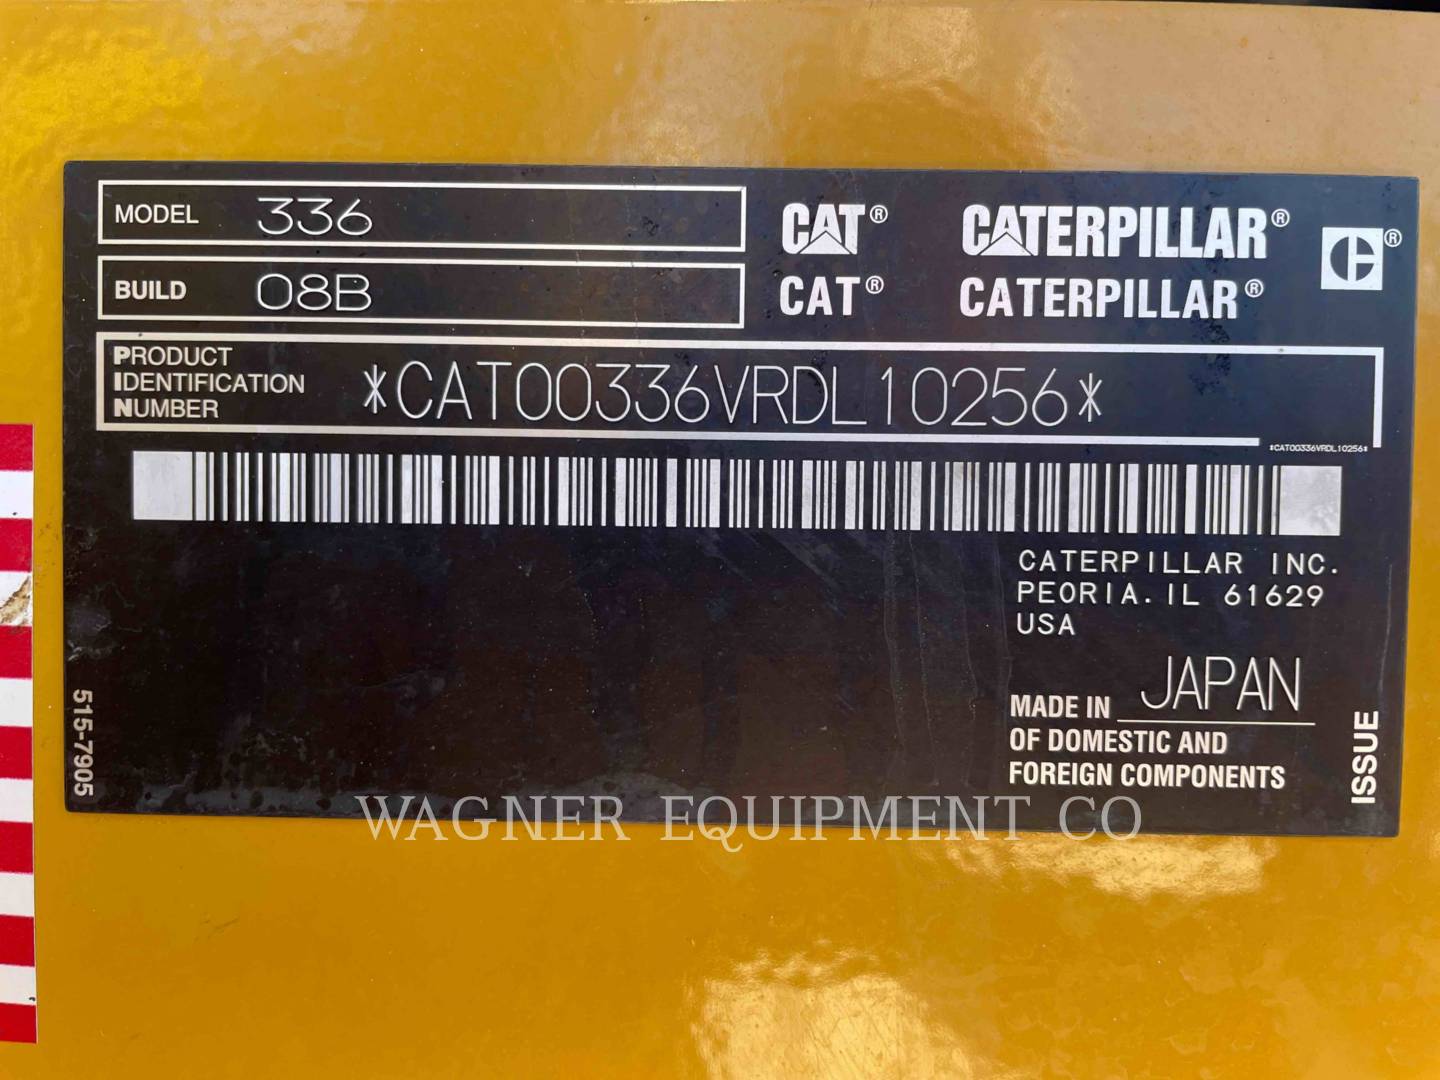 MODEL 336
CAT® CATERPILLAR®
BUILD 08B
CAT® CATERPILLAR®
PRODUCT
IDENTIFICATION
NUMBER
*CAT00336VRDL10256*
*CAT00336VRDL10256*
CATERPILLAR INC.
PEORIA. IL 61629
USA
MADE IN JAPAN
OF DOMESTIC AND
FOREIGN COMPONENTS
ISSUE
515-7905
WAGNER EQUIPMENT CO